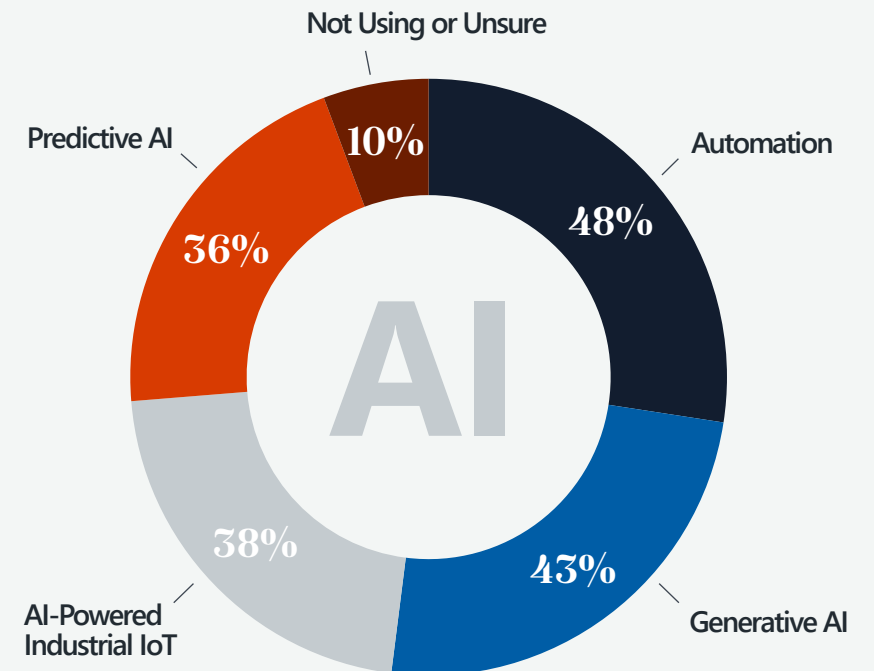 Not Using or Unsure
Predictive AI
10%
Automation
48%
36%
AI
38%
43%
AI-Powered
Industrial IoT
Generative AI